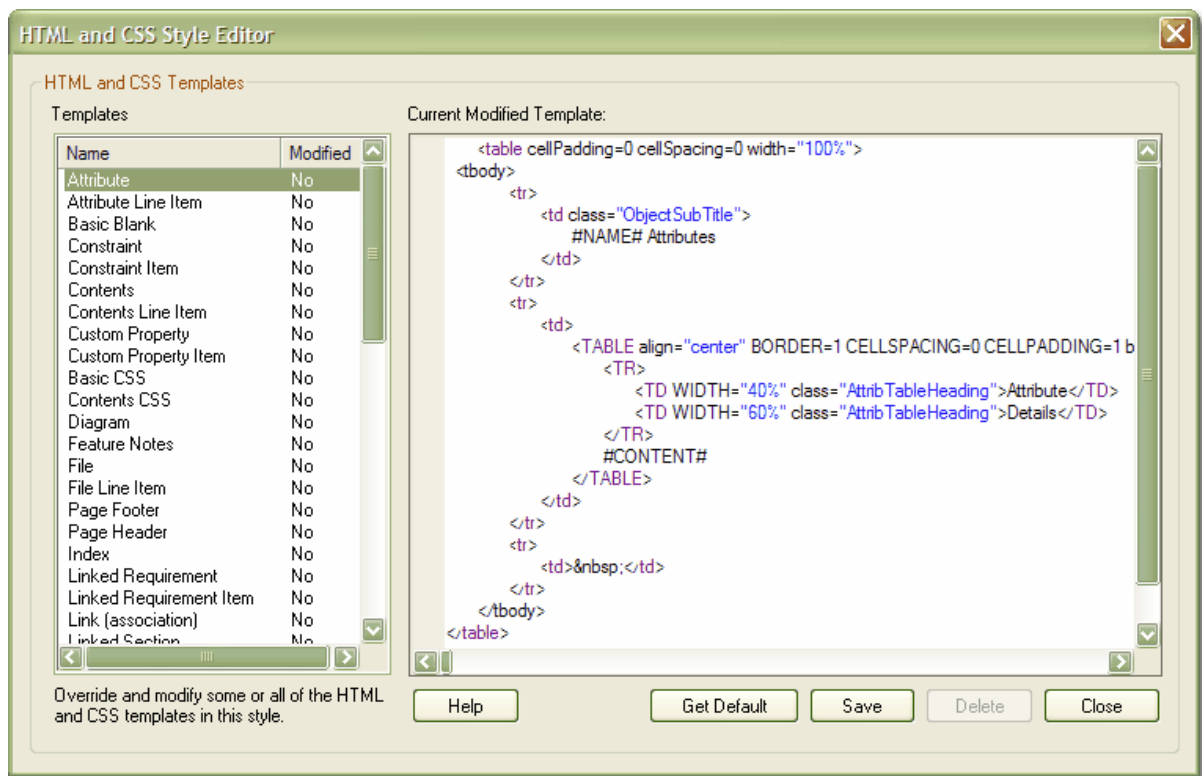 HTML and CSS Style Editor
HTML and CSS Templates
Templates
Name Modified
Attribute No
Attribute Line Item No
Basic Blank No
Constraint No
Constraint Item No
Contents No
Contents Line Item No
Custom Property No
Custom Property Item No
Basic CSS No
Contents CSS No
Diagram No
Feature Notes No
File No
File Line Item No
Page Footer No
Page Header No
Index No
Linked Requirement No
Linked Requirement Item No
Link (association) No
Linked Section No
Override and modify some or all of the HTML
and CSS templates in this style.
Current Modified Template:
<table cellPadding=0 cellSpacing=0 width="100%">
<tbody>
<tr>
<td class="ObjectSubTitle">
#NAME# Attributes
</td>
</tr>
<tr>
<td>
<TABLE align="center" BORDER=1 CELLSPACING=0 CELLPADDING=1 b
<TR>
<TD WIDTH="40%" class="AttribTableHeading">Attribute</TD>
<TD WIDTH="60%" class="AttribTableHeading">Details</TD>
</TR>
#CONTENT#
</TABLE>
</td>
</tr>
<tr>
<td>&nbsp;</td>
</tr>
</tbody>
</table>
Help Get Default Save Delete Close